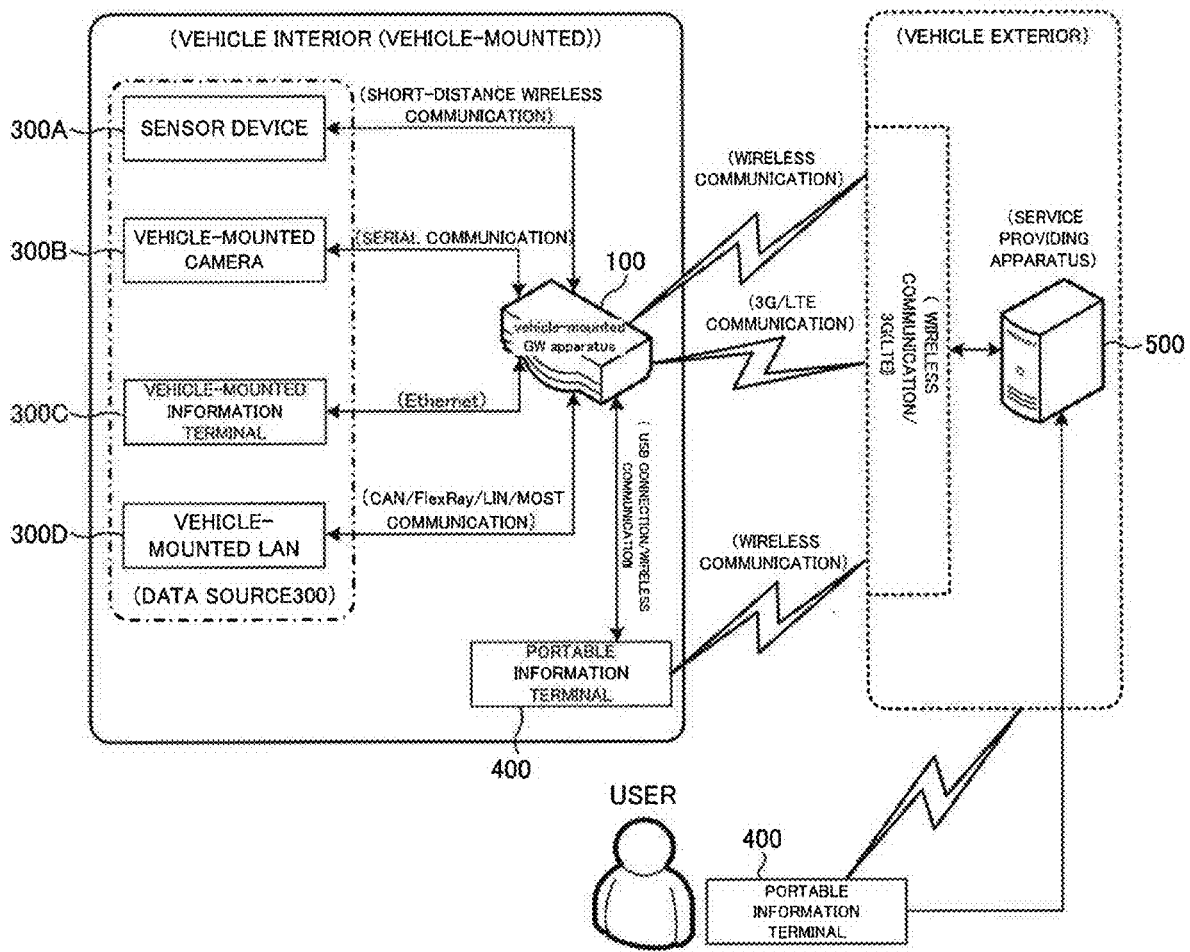 (VEHICLE INTERIOR (VEHICLE-MOUNTED))
(VEHICLE EXTERIOR)
300A
SENSOR DEVICE
(SHORT-DISTANCE WIRELESS
COMMUNICATION)
(WIRELESS
COMMUNICATION)
300B
VEHICLE-MOUNTED
CAMERA
(SERIAL COMMUNICATION)
100
vehicle-mounted
GW apparatus
(3G/LTE
COMMUNICATION)
(WIRELESS
COMMUNICATION/
3G/LTE)
(SERVICE
PROVIDING
APPARATUS)
500
300C
VEHICLE-MOUNTED
INFORMATION
TERMINAL
(Ethernet)
(USB CONNECTION/WIRELESS
COMMUNICATION)
300D
VEHICLE-
MOUNTED LAN
(CAN/FlexRay/LIN/MOST
COMMUNICATION)
(WIRELESS
COMMUNICATION)
(DATA SOURCE300)
PORTABLE
INFORMATION
TERMINAL
400
USER
400
PORTABLE
INFORMATION
TERMINAL